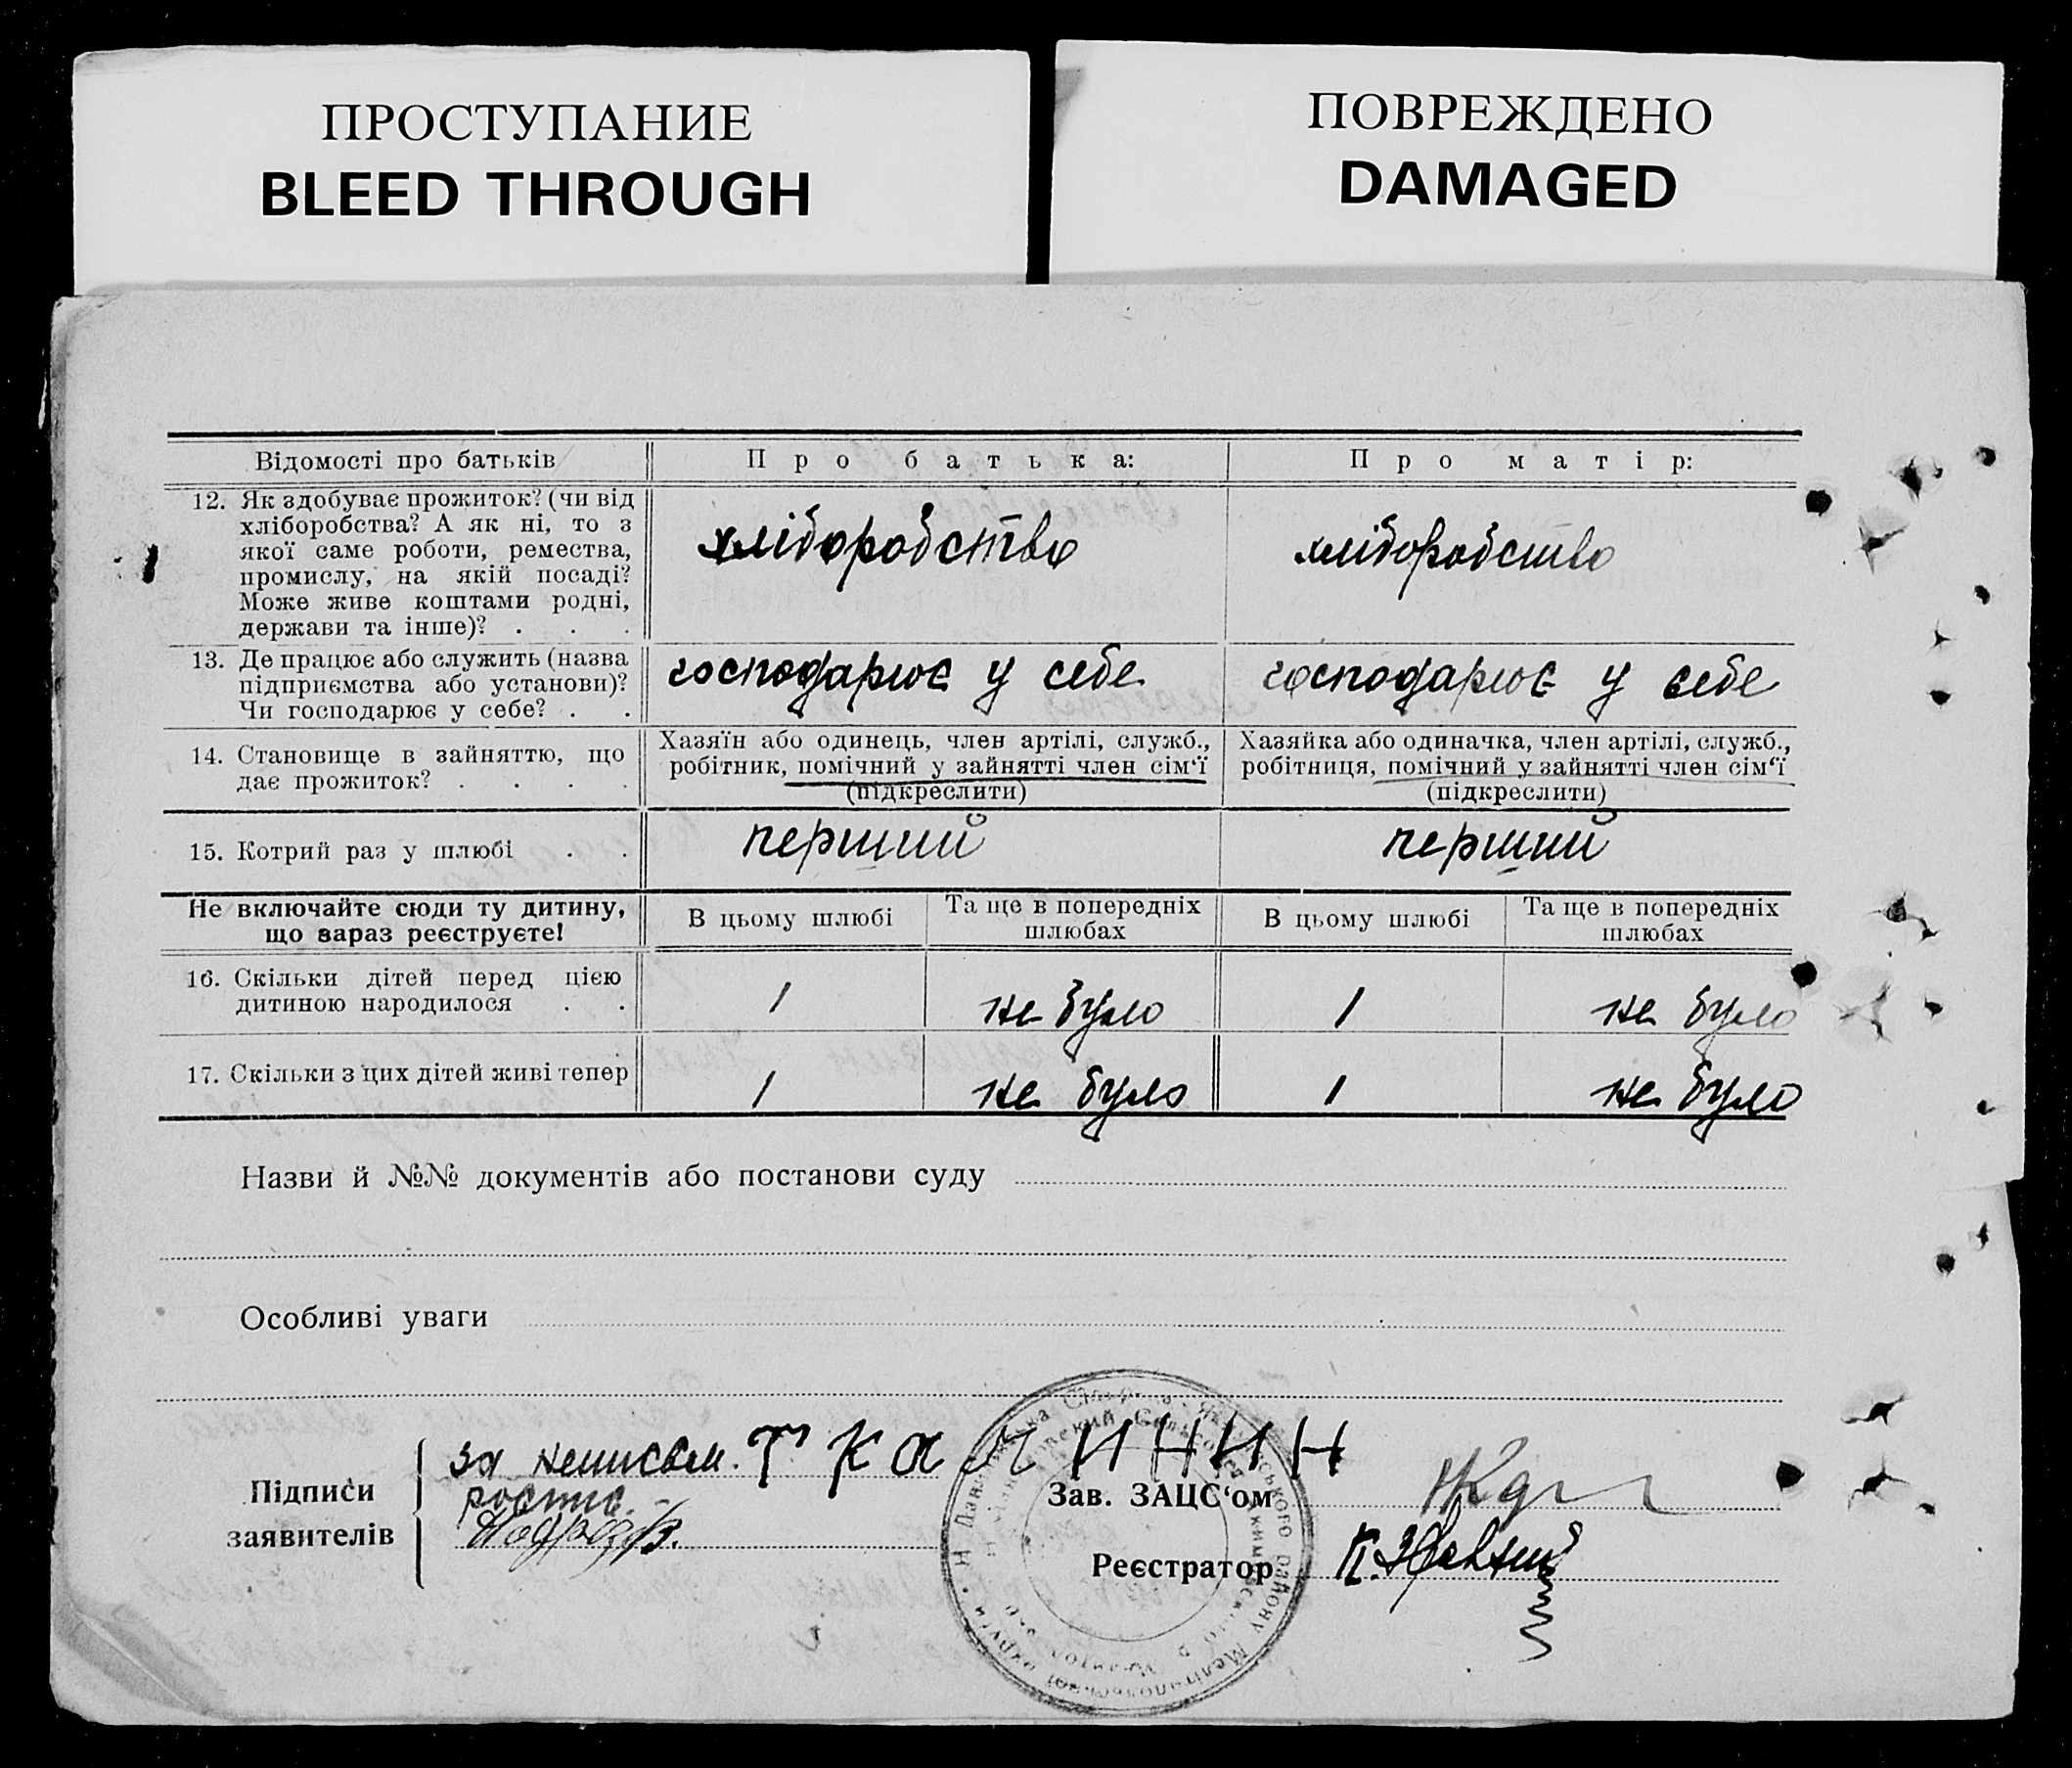 ПРОСТУПАНИЕ
BLEED THROUGH
ПОВРЕЖДЕНО
DAMAGED
Відомості про батьків
Про батька:
Про матір:
12. Як здобуває прожиток? (чи від
хліборобства? А як ні, то з
якої саме роботи, ремества,
промислу, на якій посаді?
Може живе коштами родні,
держави та інше)? . . .
хліборобство
хліборобство
13. Де працює або служить (назва
підприємства або установи)?
Чи господарює у себе? . .
господарює у себе
господарює у себе
14. Становище в зайняттю, що
дає прожиток? . . . .
Хазяїн або одинець, член артілі, служб.,
робітник, помічний у зайнятті член сім‘ї
(підкреслити)
Хазяйка або одиначка, член артілі, служб.,
робітниця, помічний у зайнятті член сім‘ї
(підкреслити)
15. Котрий раз у шлюбі . .
перший
перший
Не включайте сюди ту дитину,
що зараз реєструєте!
В цьому шлюбі
Та ще в попередніх
шлюбах
В цьому шлюбі
Та ще в попередніх
шлюбах
16. Скільки дітей перед цією
дитиною народилося . .
1
не було
1
не було
17. Скільки з цих дітей живі тепер
1
не було
1
не було
Назви й №№ документів або постанови суду
Особливі уваги
Підписи
заявителів
за неписьм.
роспис.
Зав. ЗАЦС‘ом
Реєстратор
району Мелітопольської округи